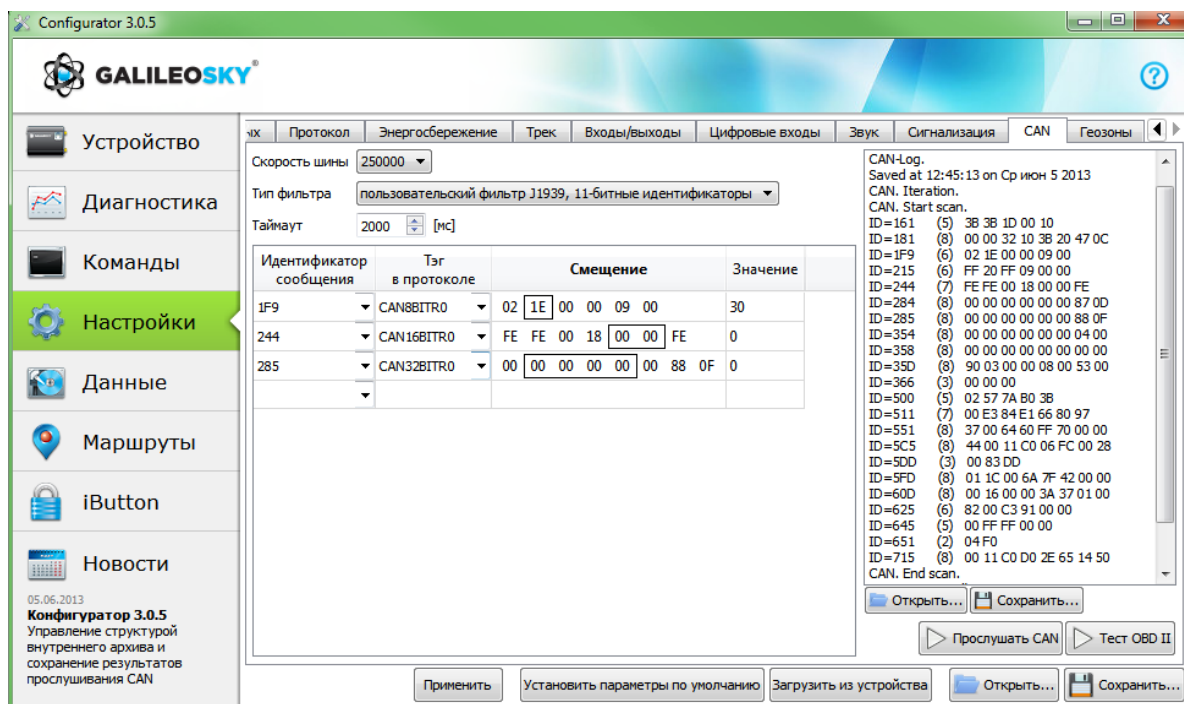 Configurator 3.0.5
GALILEOSKY®
?
Устройство
Диагностика
Команды
Настройки
Данные
Маршруты
iButton
Новости
05.06.2013
Конфигуратор 3.0.5
Управление структурой
внутреннего архива и
сохранение результатов
прослушивания CAN
ых Протокол Энергосбережение Трек Входы/выходы Цифровые входы Звук Сигнализация CAN Геозоны
Скорость шины 250000
Тип фильтра пользовательский фильтр J1939, 11-битные идентификаторы
Таймаут 2000 [мс]
Идентификатор сообщения Тэг в протоколе Смещение Значение
1F9 CAN8BITR0 02 1E 00 00 09 00 30
244 CAN16BITR0 FE FE 00 18 00 00 FE 0
285 CAN32BITR0 00 00 00 00 00 00 88 0F 0
CAN-Log.
Saved at 12:45:13 on Ср июн 5 2013
CAN. Iteration.
CAN. Start scan.
ID=161 (5) 3B 3B 1D 00 10
ID=181 (8) 00 00 32 10 3B 20 47 0C
ID=1F9 (6) 02 1E 00 00 09 00
ID=215 (6) FF 20 FF 09 00 00
ID=244 (7) FE FE 00 18 00 00 FE
ID=284 (8) 00 00 00 00 00 00 87 0D
ID=285 (8) 00 00 00 00 00 00 88 0F
ID=354 (8) 00 00 00 00 00 00 04 00
ID=358 (8) 00 00 00 00 00 00 00 00
ID=35D (8) 90 03 00 00 08 00 53 00
ID=366 (3) 00 00 00
ID=500 (5) 02 57 7A B0 3B
ID=511 (7) 00 E3 84 E1 66 80 97
ID=551 (8) 37 00 64 60 FF 70 00 00
ID=5C5 (8) 44 00 11 C0 06 FC 00 28
ID=5DD (3) 00 83 DD
ID=5FD (8) 01 1C 00 6A 7F 42 00 00
ID=60D (8) 00 16 00 00 3A 37 01 00
ID=625 (6) 82 00 C3 91 00 00
ID=645 (5) 00 FF FF 00 00
ID=651 (2) 04 F0
ID=715 (8) 00 11 C0 D0 2E 65 14 50
CAN. End scan.
Открыть... Сохранить...
Прослушать CAN Тест OBD II
Применить Установить параметры по умолчанию Загрузить из устройства Открыть... Сохранить...